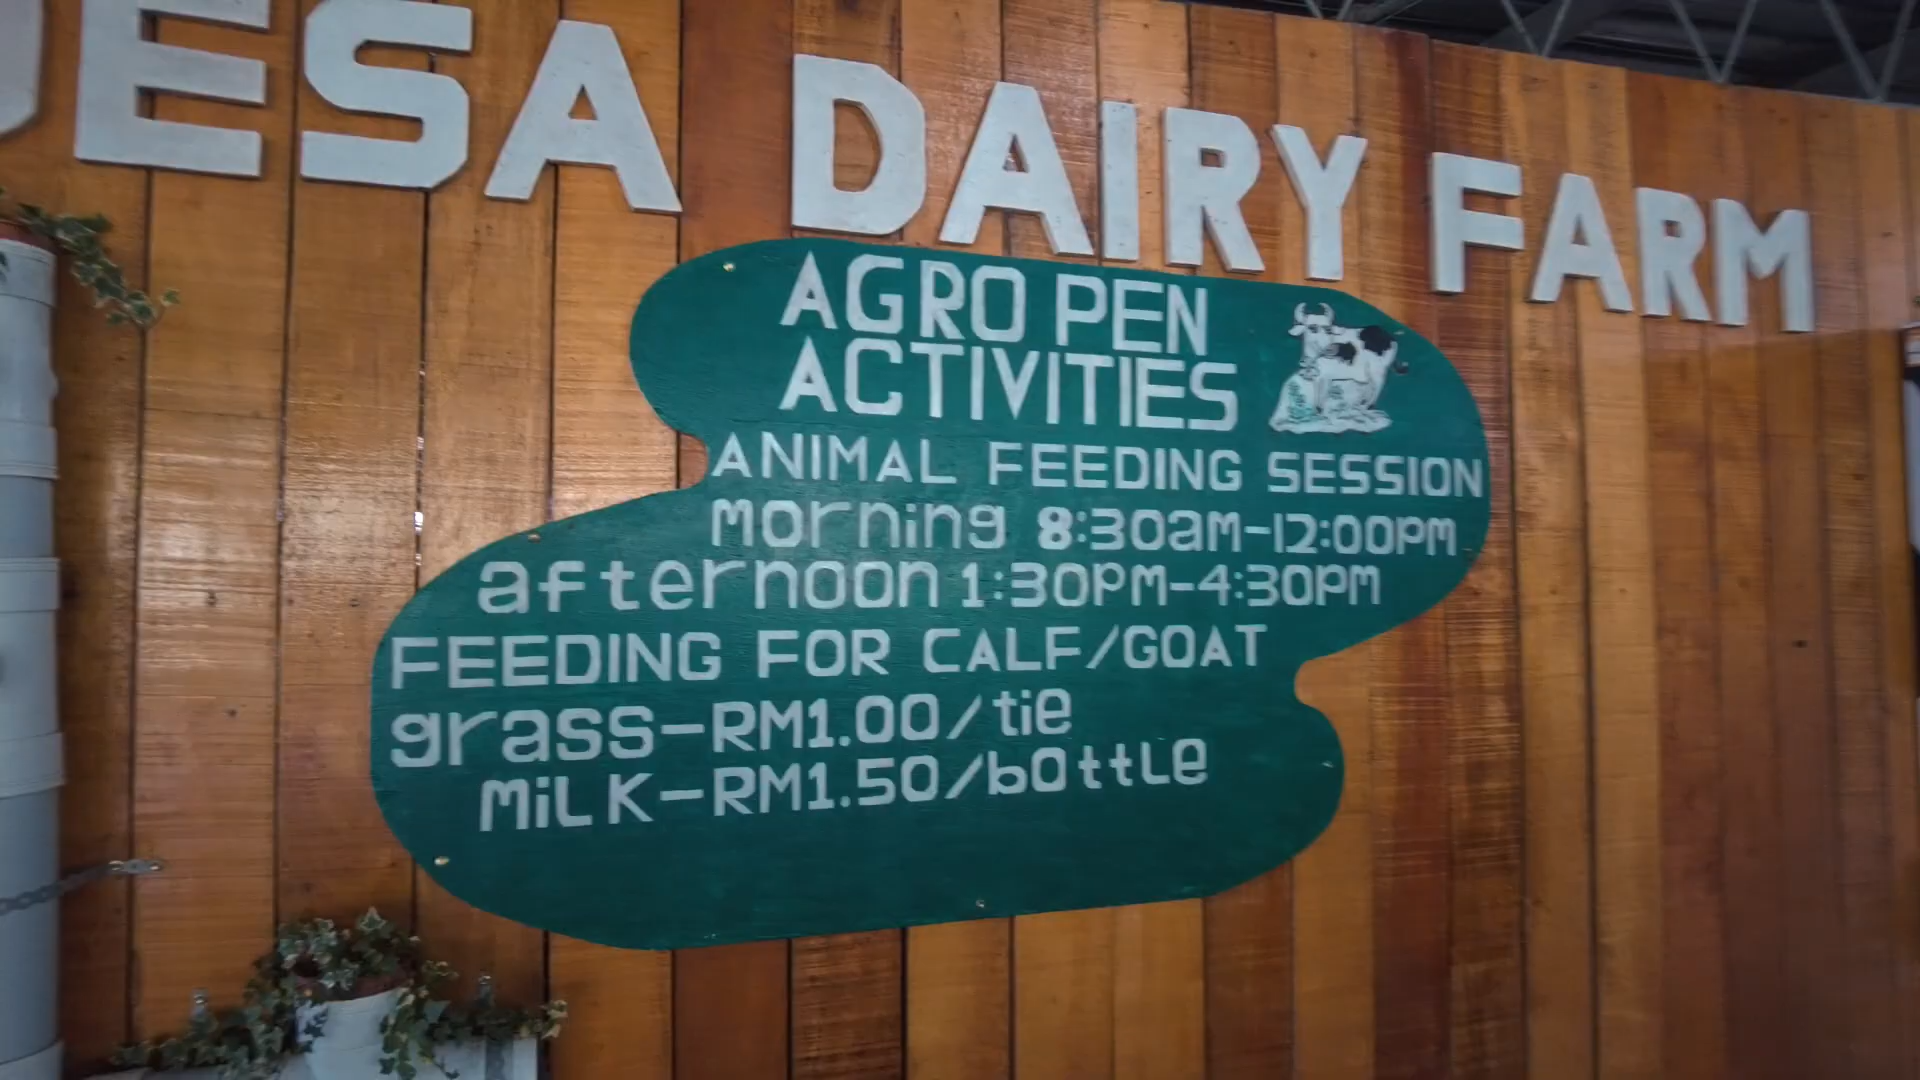 DESA DAIRY FARM
AGRO PEN
ACTIVITIES
ANIMAL FEEDING SESSION
morning 8:30am-12:00pm
afternoon 1:30pm-4:30pm
FEEDING FOR CALF/GOAT
grass-RM1.00/tie
MiLK-RM1.50/bottle